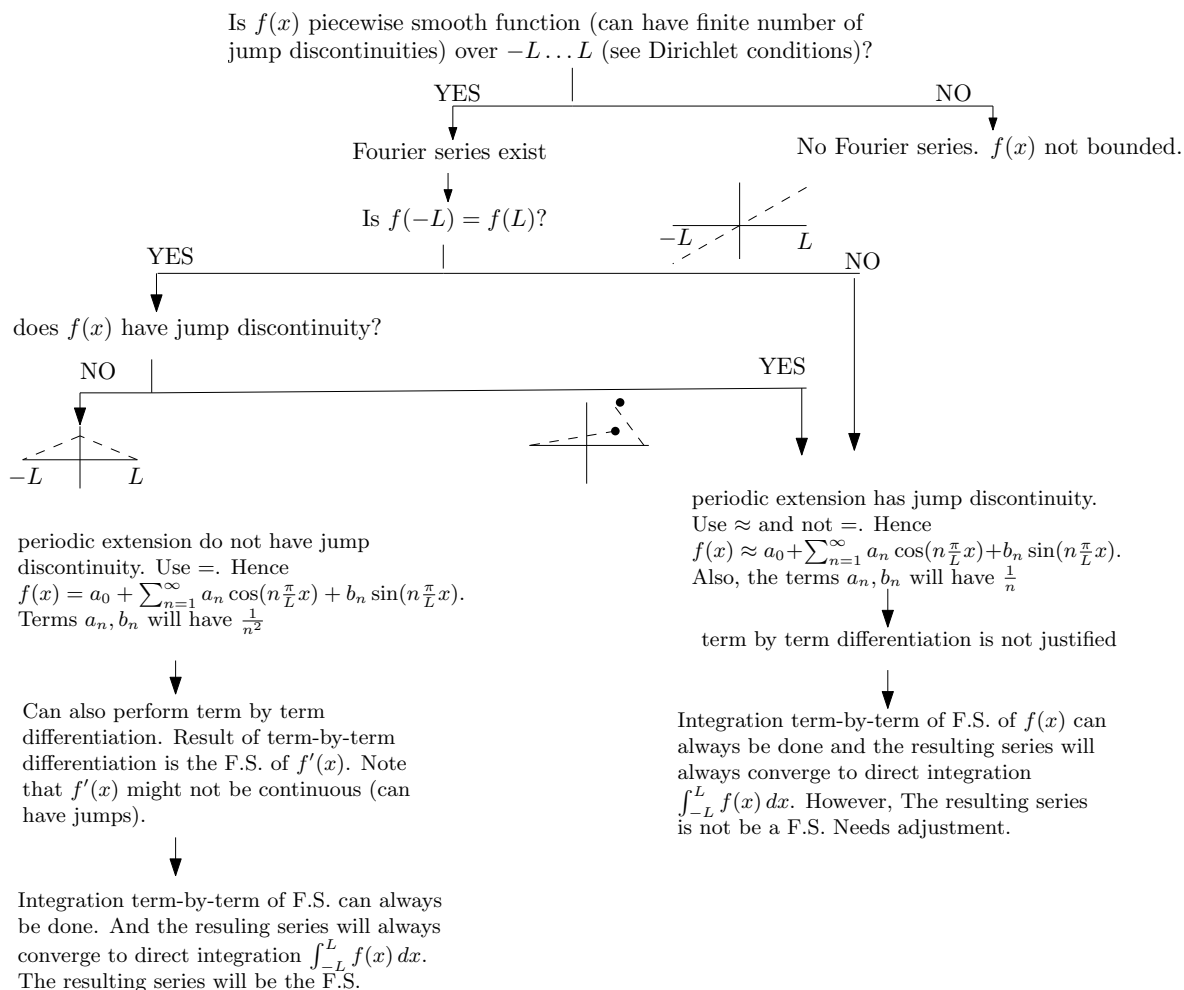 Is f(x) piecewise smooth function (can have finite number of
jump discontinuities) over −L…L (see Dirichlet conditions)?
YES
NO
Fourier series exist
No Fourier series. f(x) not bounded.
Is f(−L) = f(L)?
−L
L
YES
NO
does f(x) have jump discontinuity?
NO
YES
−L
L
periodic extension do not have jump
discontinuity. Use =. Hence
f(x) = a₀ + ∑_{n=1}^{∞} aₙ cos(n π/L x) + bₙ sin(n π/L x).
Terms aₙ, bₙ will have 1/n²
Can also perform term by term
differentiation. Result of term-by-term
differentiation is the F.S. of f′(x). Note
that f′(x) might not be continuous (can
have jumps).
Integration term-by-term of F.S. can always
be done. And the resuling series will always
converge to direct integration ∫_{−L}^{L} f(x) dx.
The resulting series will be the F.S.
periodic extension has jump discontinuity.
Use ≈ and not =. Hence
f(x) ≈ a₀+∑_{n=1}^{∞} aₙ cos(n π/L x)+bₙ sin(n π/L x).
Also, the terms aₙ, bₙ will have 1/n
term by term differentiation is not justified
Integration term-by-term of F.S. of f(x) can
always be done and the resulting series will
always converge to direct integration
∫_{−L}^{L} f(x) dx. However, The resulting series
is not be a F.S. Needs adjustment.